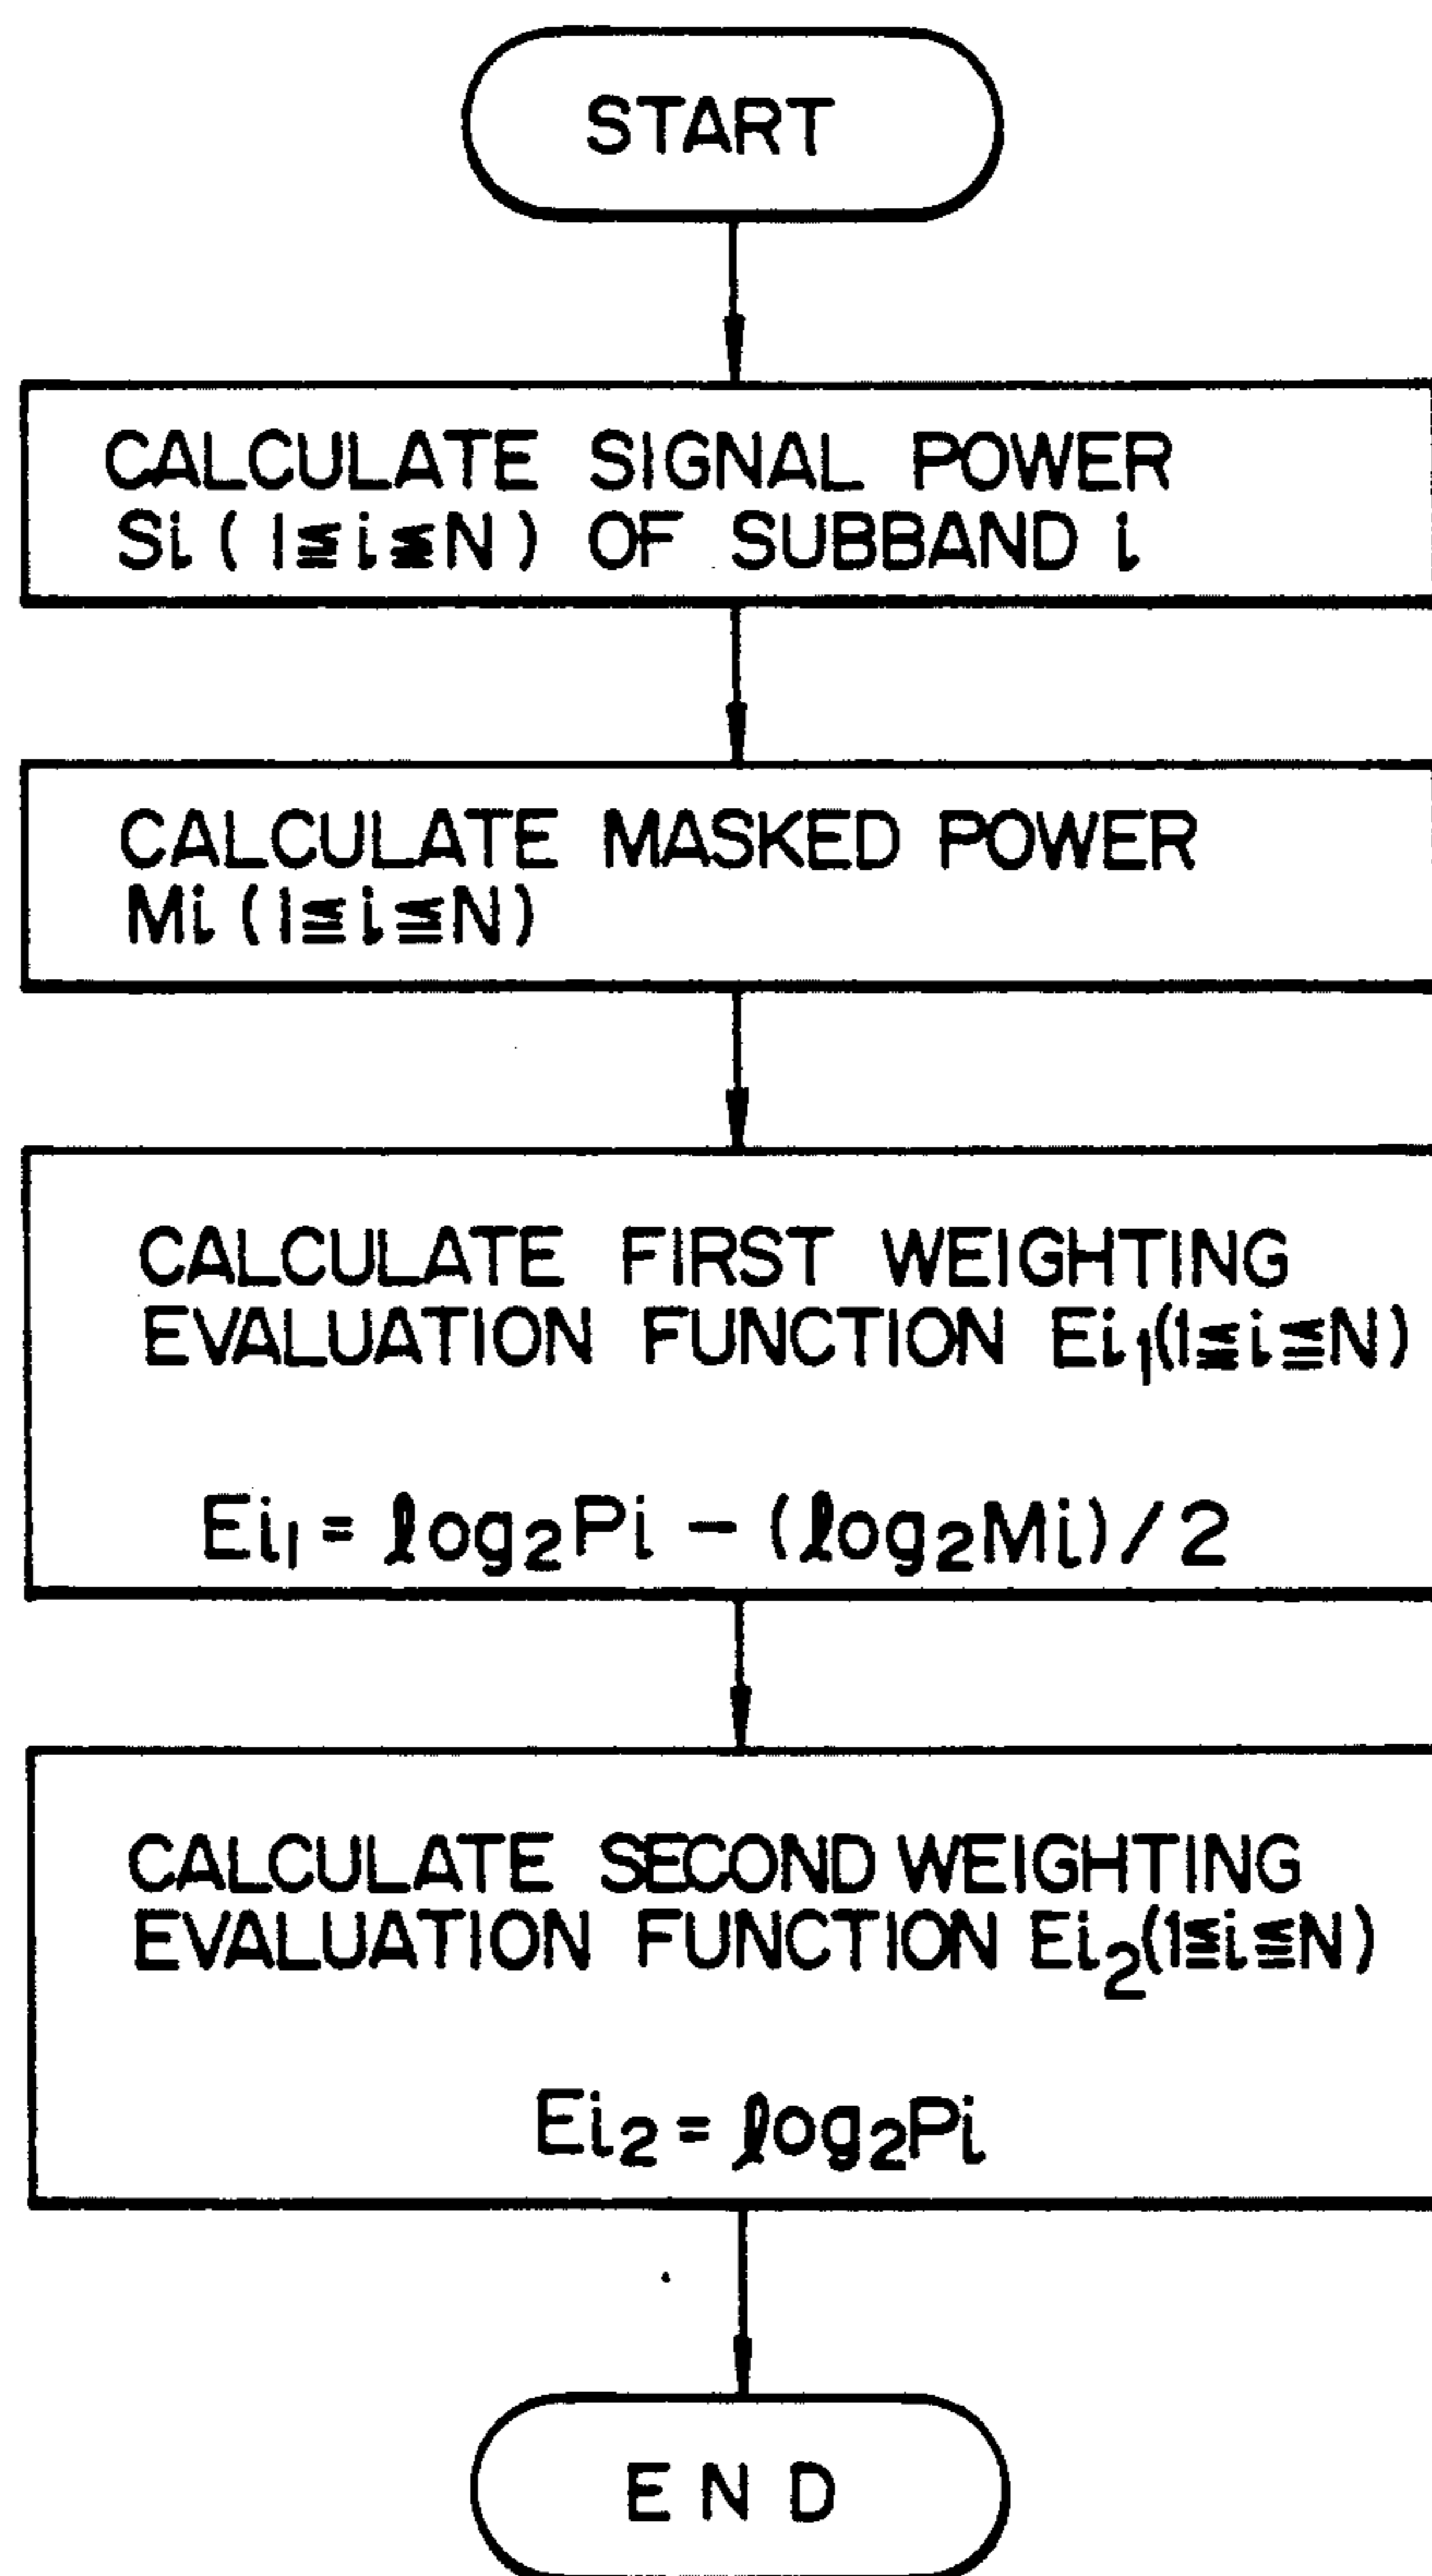 START
CALCULATE SIGNAL POWER
Si (1≦i≦N) OF SUBBAND i
CALCULATE MASKED POWER
Mi (1≦i≦N)
CALCULATE FIRST WEIGHTING
EVALUATION FUNCTION Ei₁(1≦i≦N)
Ei₁ = log₂Pi - (log₂Mi)/2
CALCULATE SECOND WEIGHTING
EVALUATION FUNCTION Ei₂(1≦i≦N)
Ei₂ = log₂Pi
END